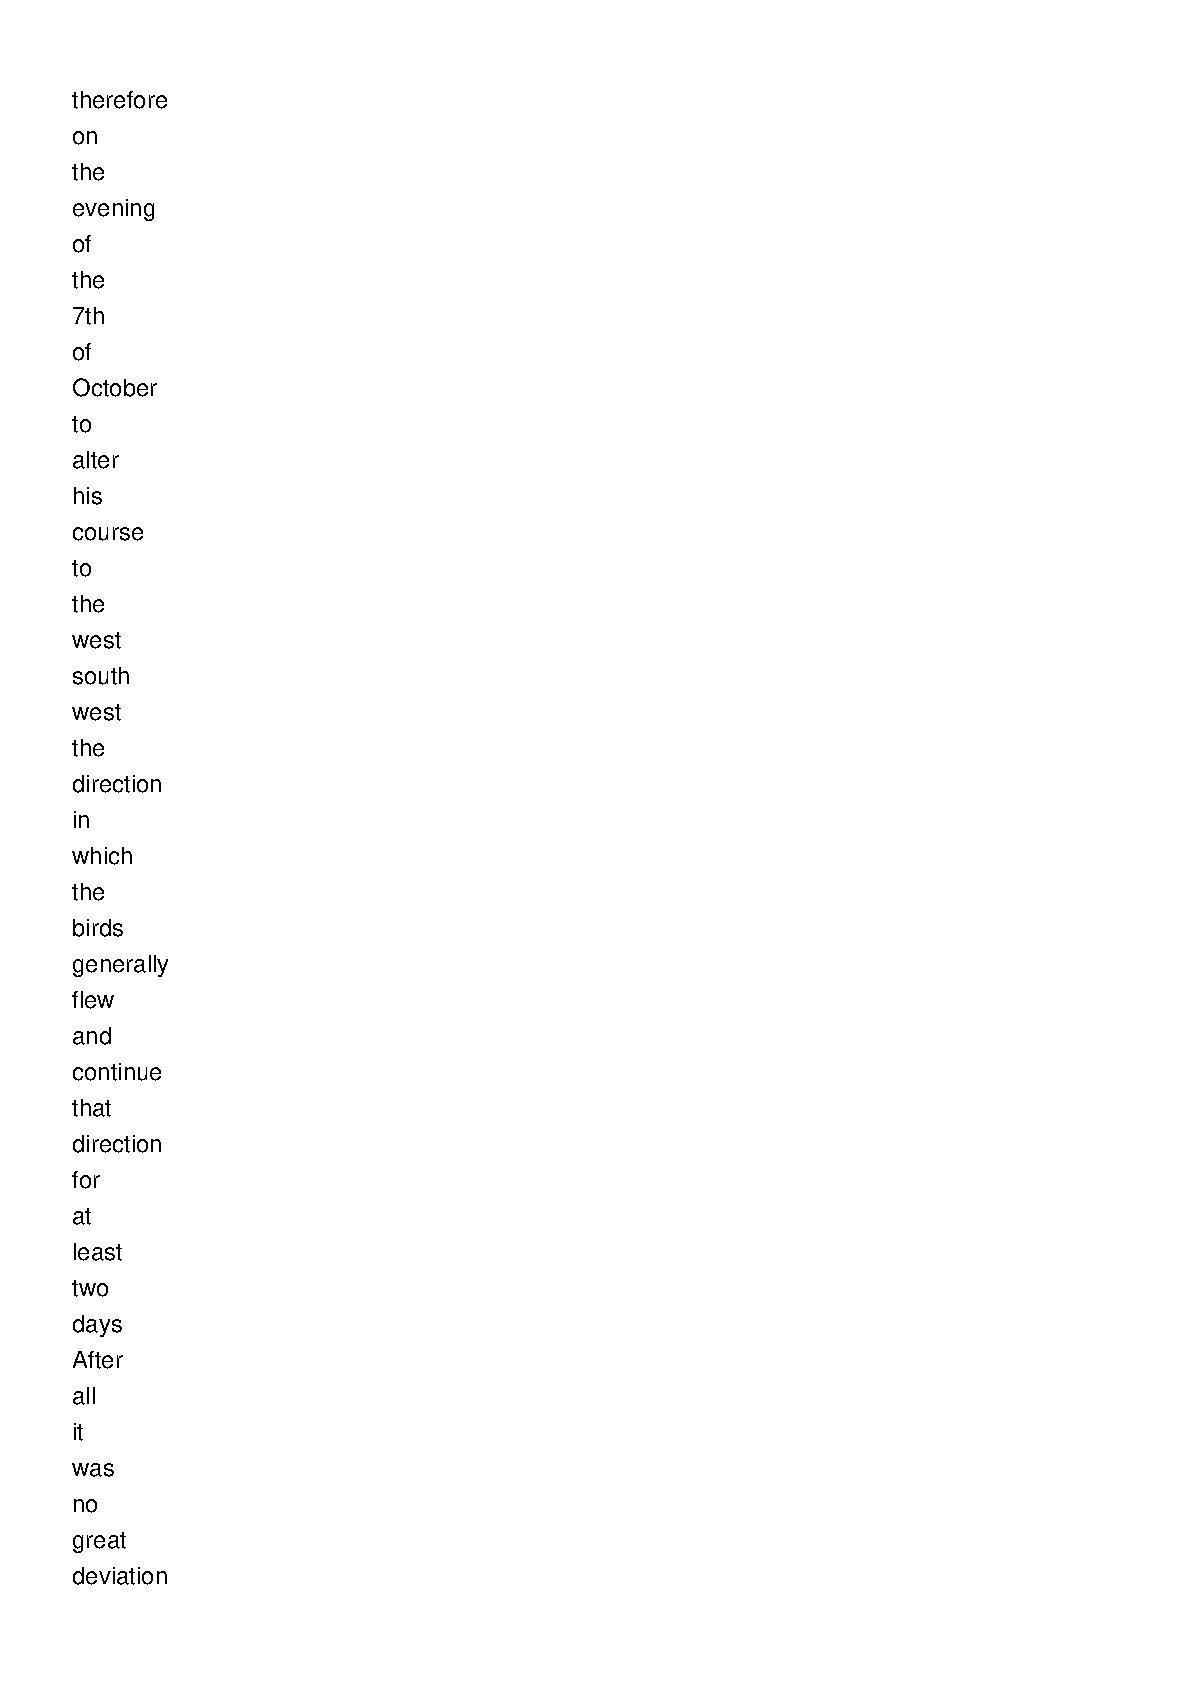 therefore
on
the
evening
of
the
7th
of
October
to
alter
his
course
to
the
west
south
west
the
direction
in
which
the
birds
generally
flew
and
continue
that
direction
for
at
least
two
days
After
all
it
was
no
great
deviation